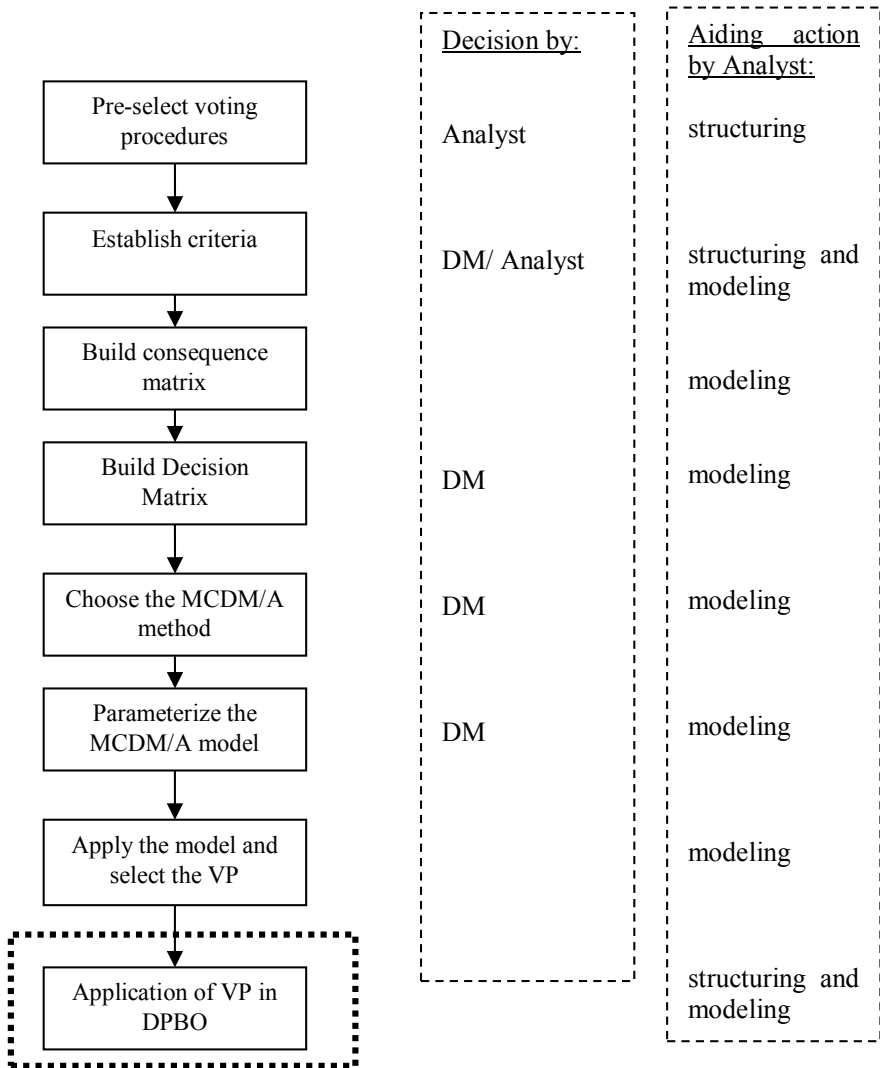 Pre-select voting
procedures
Establish criteria
Build consequence
matrix
Build Decision
Matrix
Choose the MCDM/A
method
Parameterize the
MCDM/A model
Apply the model and
select the VP
Application of VP in
DPBO
Decision by:
Analyst
DM/ Analyst
DM
DM
DM
Aiding action
by Analyst:
structuring
structuring and
modeling
modeling
modeling
modeling
modeling
modeling
structuring and
modeling